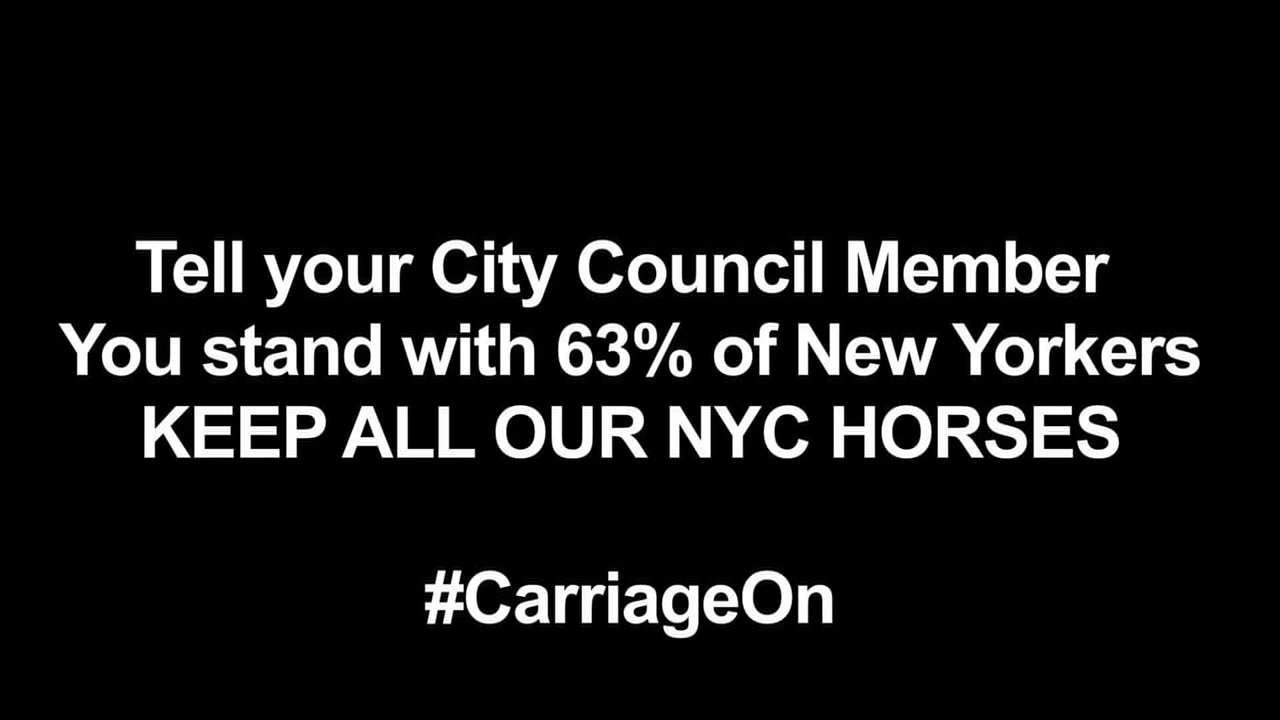 Tell your City Council Member
You stand with 63% of New Yorkers
KEEP ALL OUR NYC HORSES
#CarriageOn